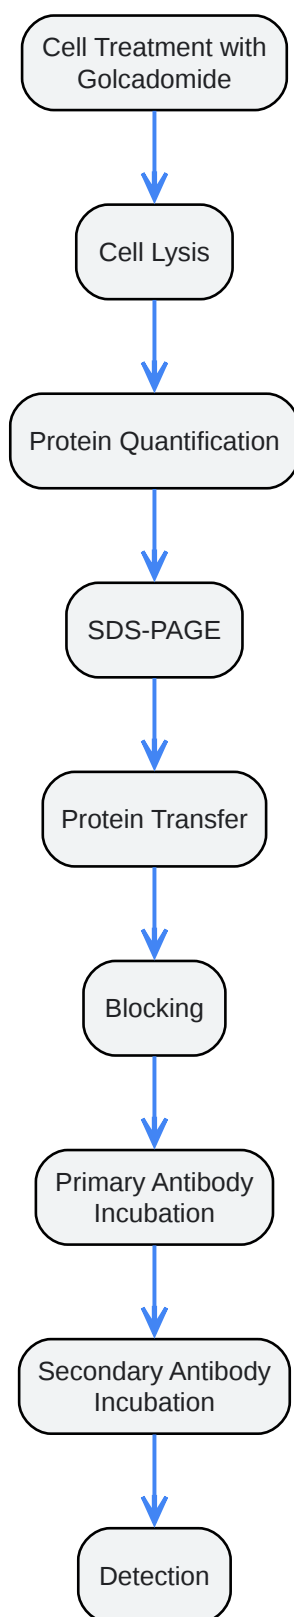 Cell Treatment with
Golcadomide
Cell Lysis
Protein Quantification
SDS-PAGE
Protein Transfer
Blocking
Primary Antibody
Incubation
Secondary Antibody
Incubation
Detection